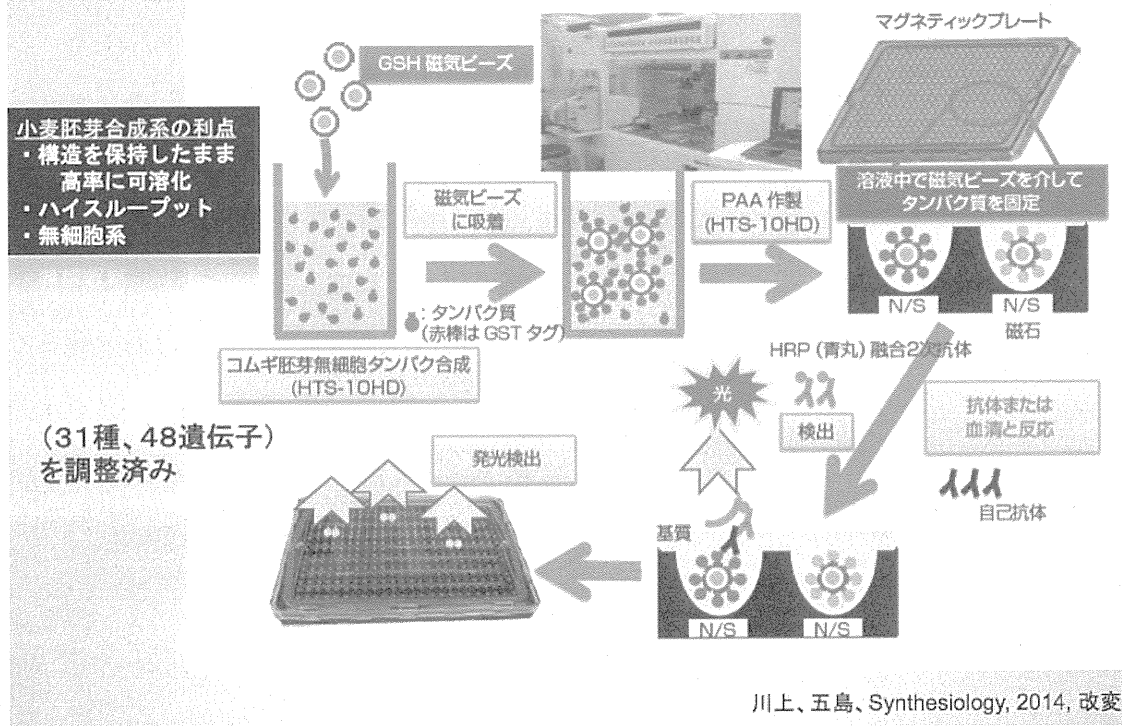 GSH 磁気ビーズ
マグネティックプレート
小麦胚芽合成系の利点
・構造を保持したまま
高率に可溶化
・ハイスループット
・無細胞系
磁気ビーズ
に吸着
PAA 作製
(HTS-10HD)
溶液中で磁気ビーズを介して
タンパク質を固定
N/S
N/S
磁石
:タンパク質
(赤棒は GST タグ)
コムギ胚芽無細胞タンパク合成
(HTS-10HD)
HRP (青丸) 融合2次抗体
光
検出
抗体または
血清と反応
自己抗体
(31種、48遺伝子)
を調整済み
発光検出
基質
N/S
N/S
川上、五島、Synthesiology, 2014, 改変